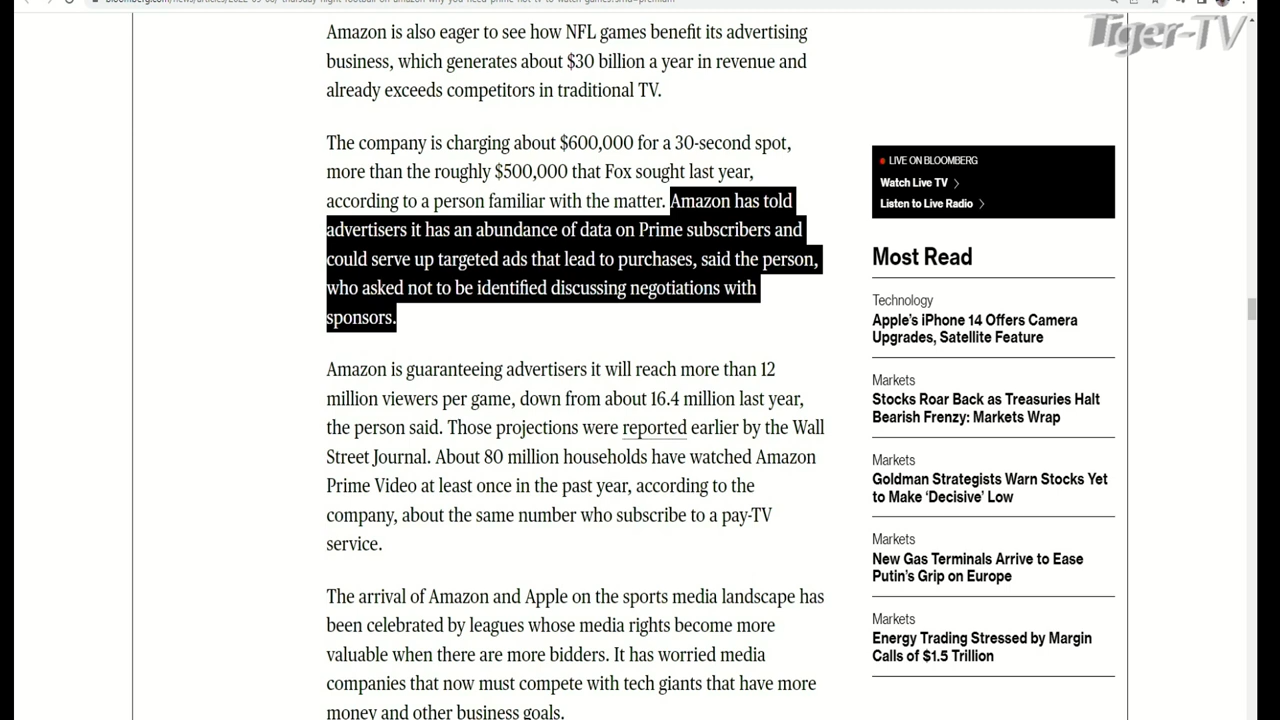 Tiger-TV
Amazon is also eager to see how NFL games benefit its advertising
business, which generates about $30 billion a year in revenue and
already exceeds competitors in traditional TV.
The company is charging about $600,000 for a 30-second spot,
more than the roughly $500,000 that Fox sought last year,
according to a person familiar with the matter. Amazon has told
advertisers it has an abundance of data on Prime subscribers and
could serve up targeted ads that lead to purchases, said the person,
who asked not to be identified discussing negotiations with
sponsors.
Amazon is guaranteeing advertisers it will reach more than 12
million viewers per game, down from about 16.4 million last year,
the person said. Those projections were reported earlier by the Wall
Street Journal. About 80 million households have watched Amazon
Prime Video at least once in the past year, according to the
company, about the same number who subscribe to a pay-TV
service.
The arrival of Amazon and Apple on the sports media landscape has
been celebrated by leagues whose media rights become more
valuable when there are more bidders. It has worried media
companies that now must compete with tech giants that have more
money and other business goals.
LIVE ON BLOOMBERG
Watch Live TV
Listen to Live Radio
Most Read
Technology
Apple's iPhone 14 Offers Camera
Upgrades, Satellite Feature
Markets
Stocks Roar Back as Treasuries Halt
Bearish Frenzy: Markets Wrap
Markets
Goldman Strategists Warn Stocks Yet
to Make ‘Decisive’ Low
Markets
New Gas Terminals Arrive to Ease
Putin's Grip on Europe
Markets
Energy Trading Stressed by Margin
Calls of $1.5 Trillion